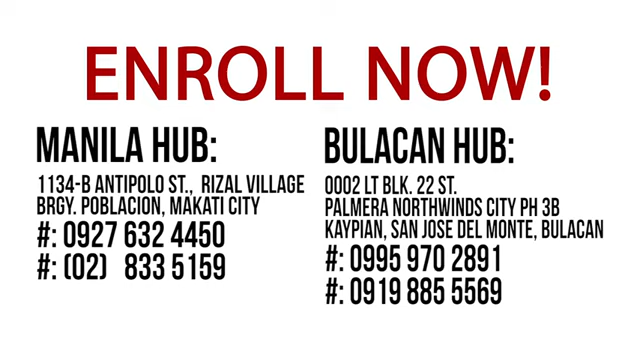 ENROLL NOW!
MANILA HUB:
1134-B ANTIPOLO ST., RIZAL VILLAGE
BRGY. POBLACION, MAKATI CITY
#: 0927 632 4450
#: (02) 833 5159
BULACAN HUB:
0002 LT BLK. 22 ST.
PALMERA NORTHWINDS CITY PH 3B
KAYPIAN, SAN JOSE DEL MONTE, BULACAN
#: 0995 970 2891
#: 0919 885 5569